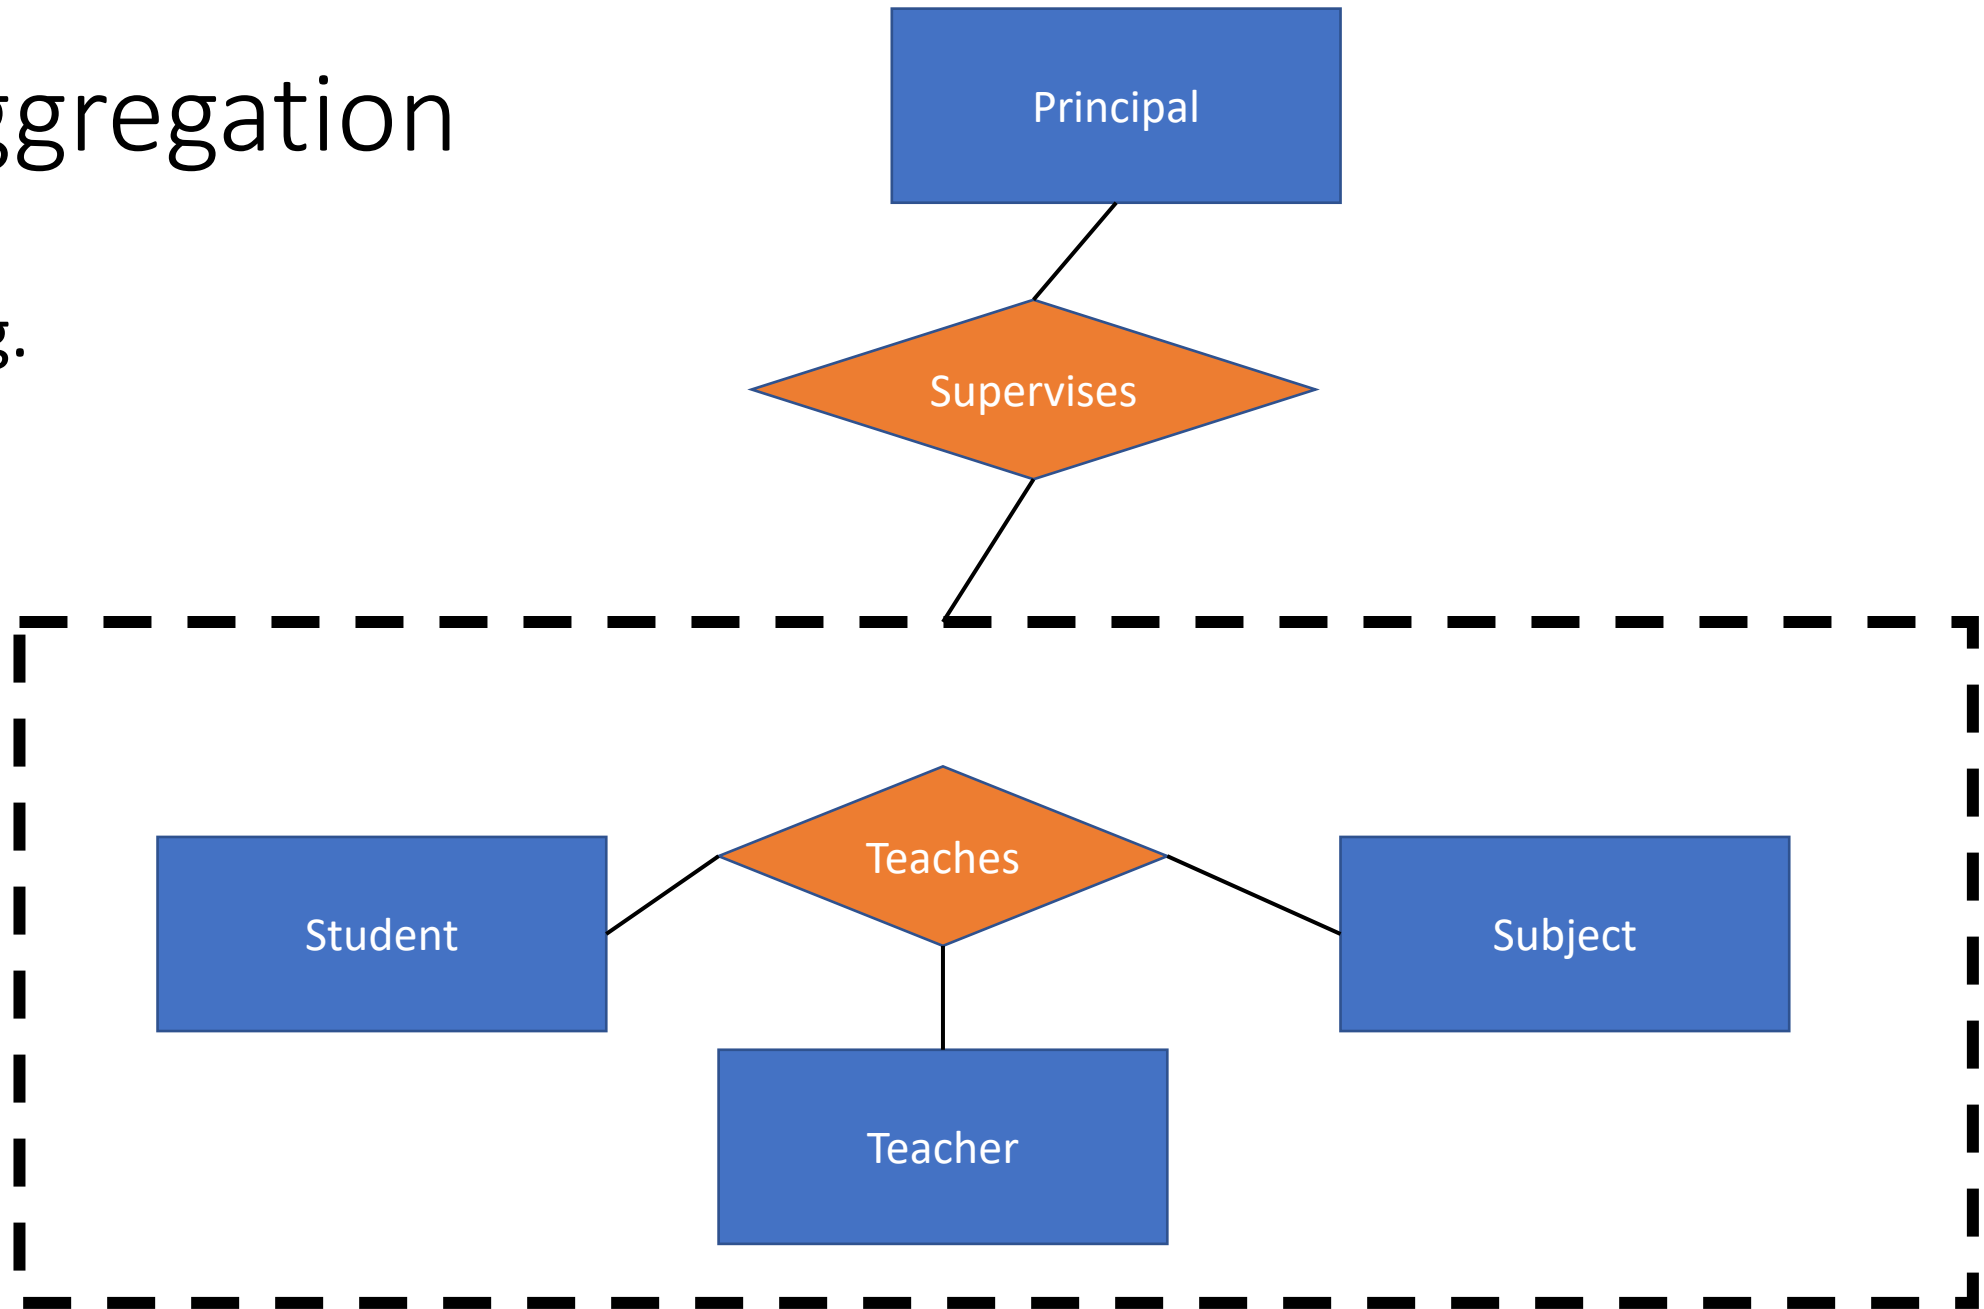 ggregation
g.
Principal
Supervises
Teaches
Student
Subject
Teacher